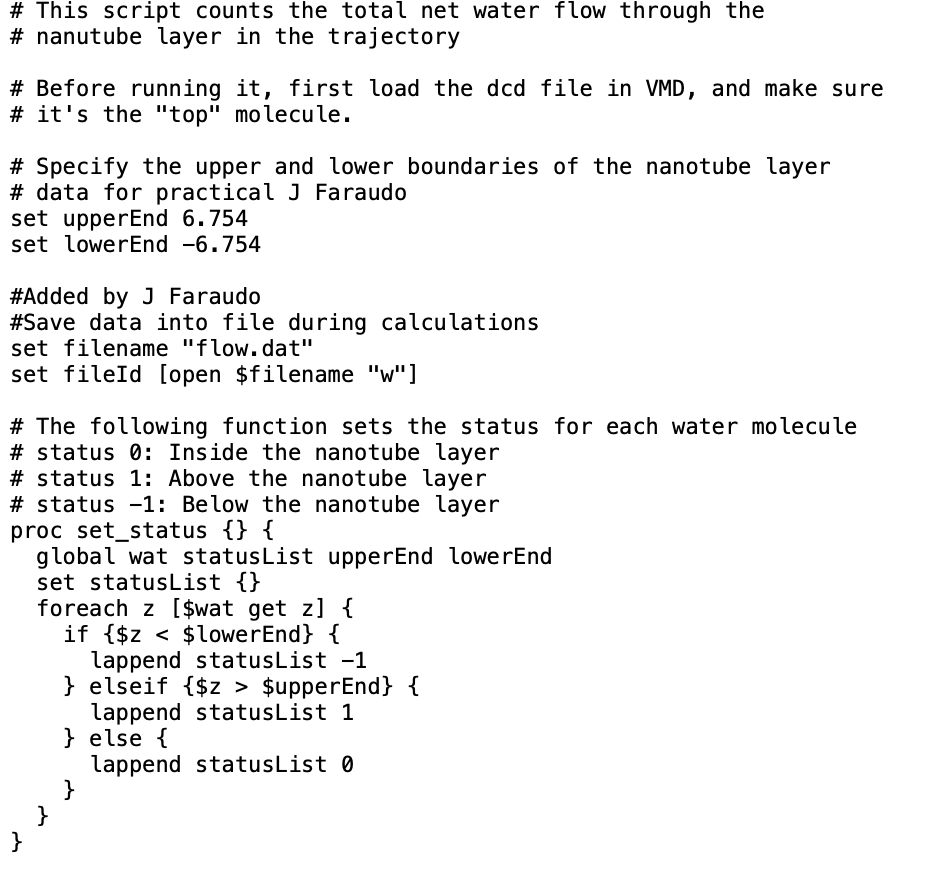 # This script counts the total net water flow through the
# nanutube layer in the trajectory

# Before running it, first load the dcd file in VMD, and make sure
# it's the "top" molecule.

# Specify the upper and lower boundaries of the nanotube layer
# data for practical J Faraudo
set upperEnd 6.754
set lowerEnd -6.754

#Added by J Faraudo
#Save data into file during calculations
set filename "flow.dat"
set fileId [open $filename "w"]

# The following function sets the status for each water molecule
# status 0: Inside the nanotube layer
# status 1: Above the nanotube layer
# status -1: Below the nanotube layer
proc set_status {} {
  global wat statusList upperEnd lowerEnd
  set statusList {}
  foreach z [$wat get z] {
    if {$z < $lowerEnd} {
      lappend statusList -1
    } elseif {$z > $upperEnd} {
      lappend statusList 1
    } else {
      lappend statusList 0
    }
  }
}